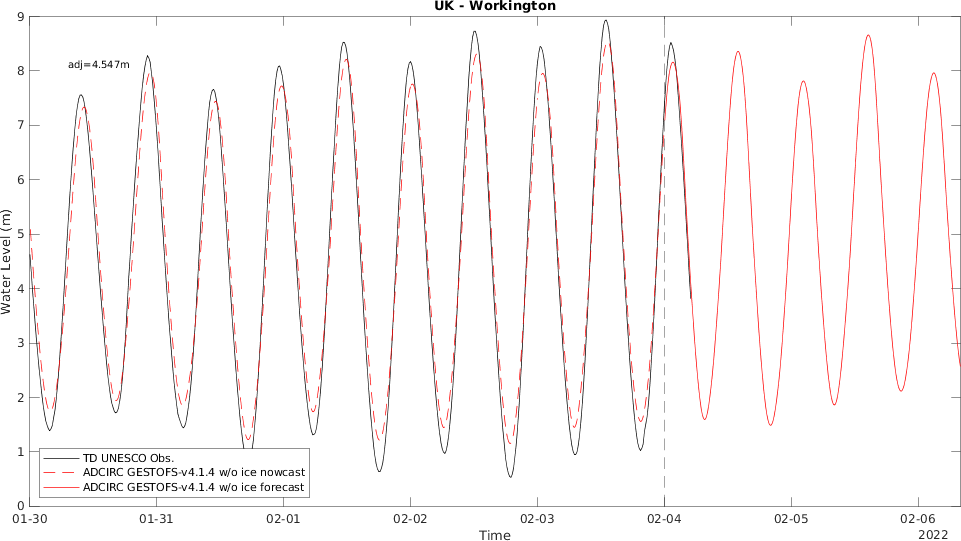 UK - Workington
9
8
7
6
5
4
3
2
1
0
Water Level (m)
adj=4.547m
TD UNESCO Obs.
ADCIRC GESTOFS-v4.1.4 w/o ice nowcast
ADCIRC GESTOFS-v4.1.4 w/o ice forecast
01-30 01-31 02-01 02-02 02-03 02-04 02-05 02-06
Time
2022